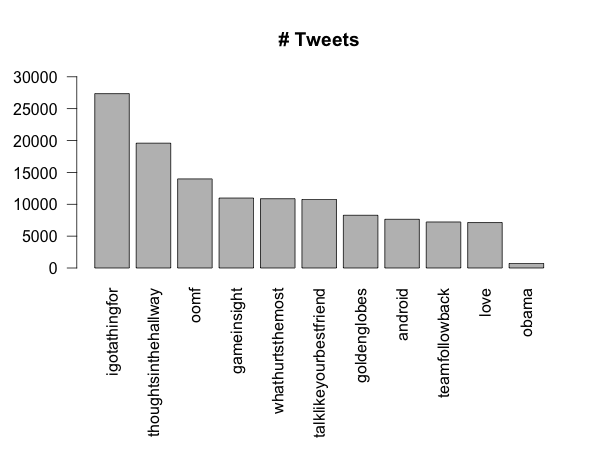 # Tweets
30000
25000
20000
15000
10000
5000
0
igotathingfor
thoughtsinthehallway
oomf
gameinsight
whathurtsthemost
talklikeyourbestfriend
goldenglobes
android
teamfollowback
love
obama